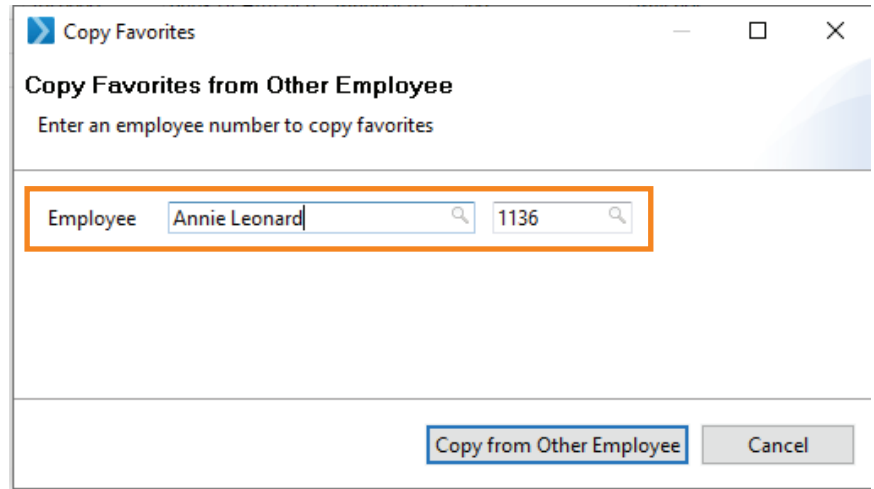 Copy Favorites
Copy Favorites from Other Employee
Enter an employee number to copy favorites
Employee Annie Leonard 1136
Copy from Other Employee Cancel